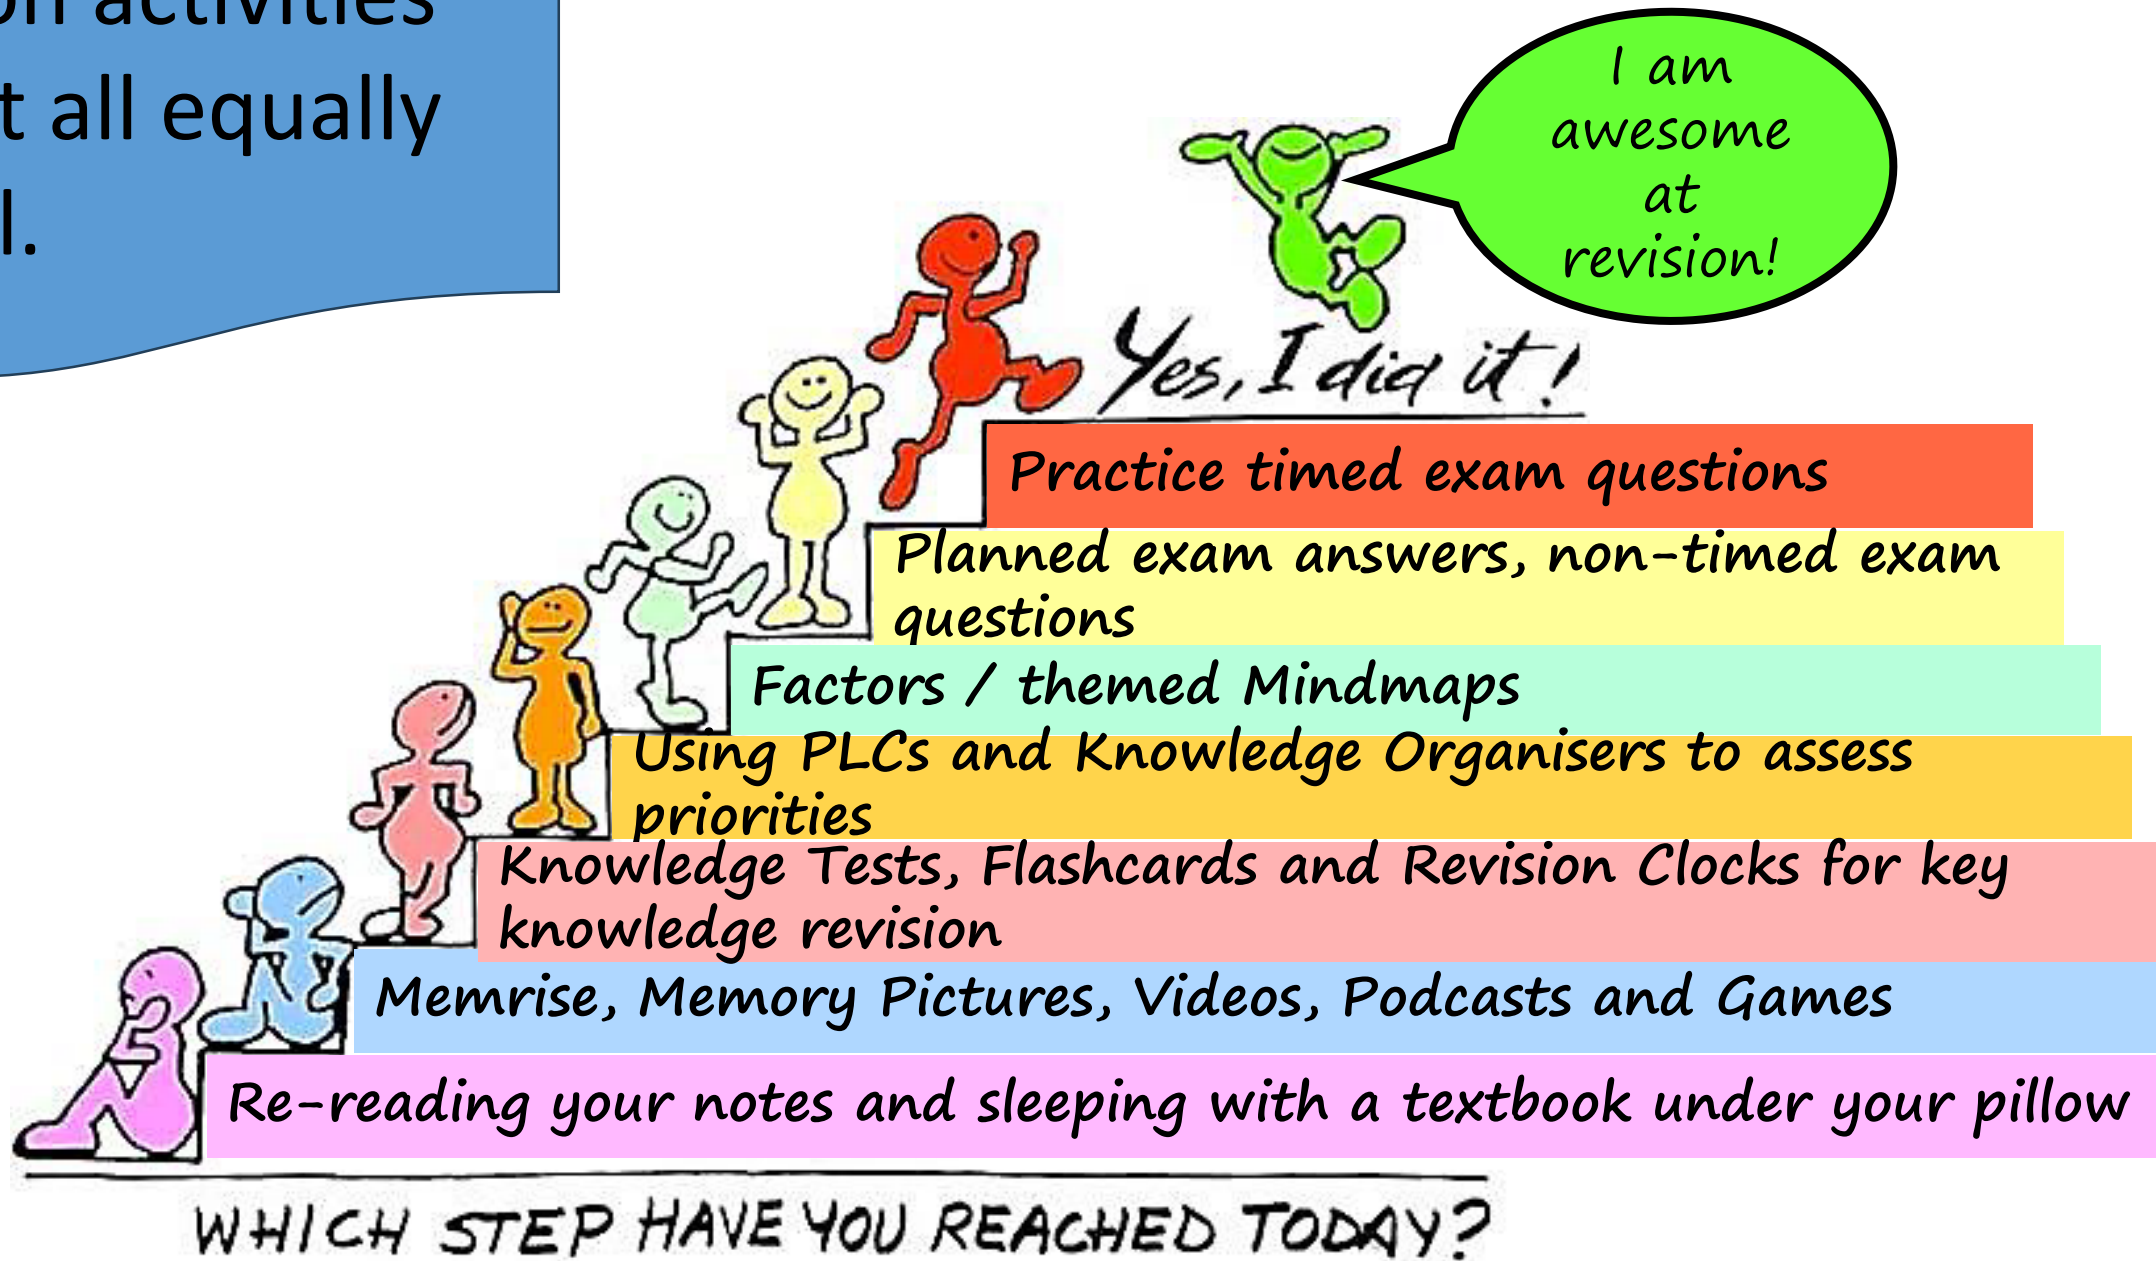 activities
all equally
I am
awesome
at
revision!
Yes, I did it!
Practice timed exam questions
Planned exam answers, non-timed exam
questions
Factors / themed Mindmaps
Using PLCs and Knowledge Organisers to assess
priorities
Knowledge Tests, Flashcards and Revision Clocks for key
knowledge revision
Memrise, Memory Pictures, Videos, Podcasts and Games
Re-reading your notes and sleeping with a textbook under your pillow
WHICH STEP HAVE YOU REACHED TODAY?